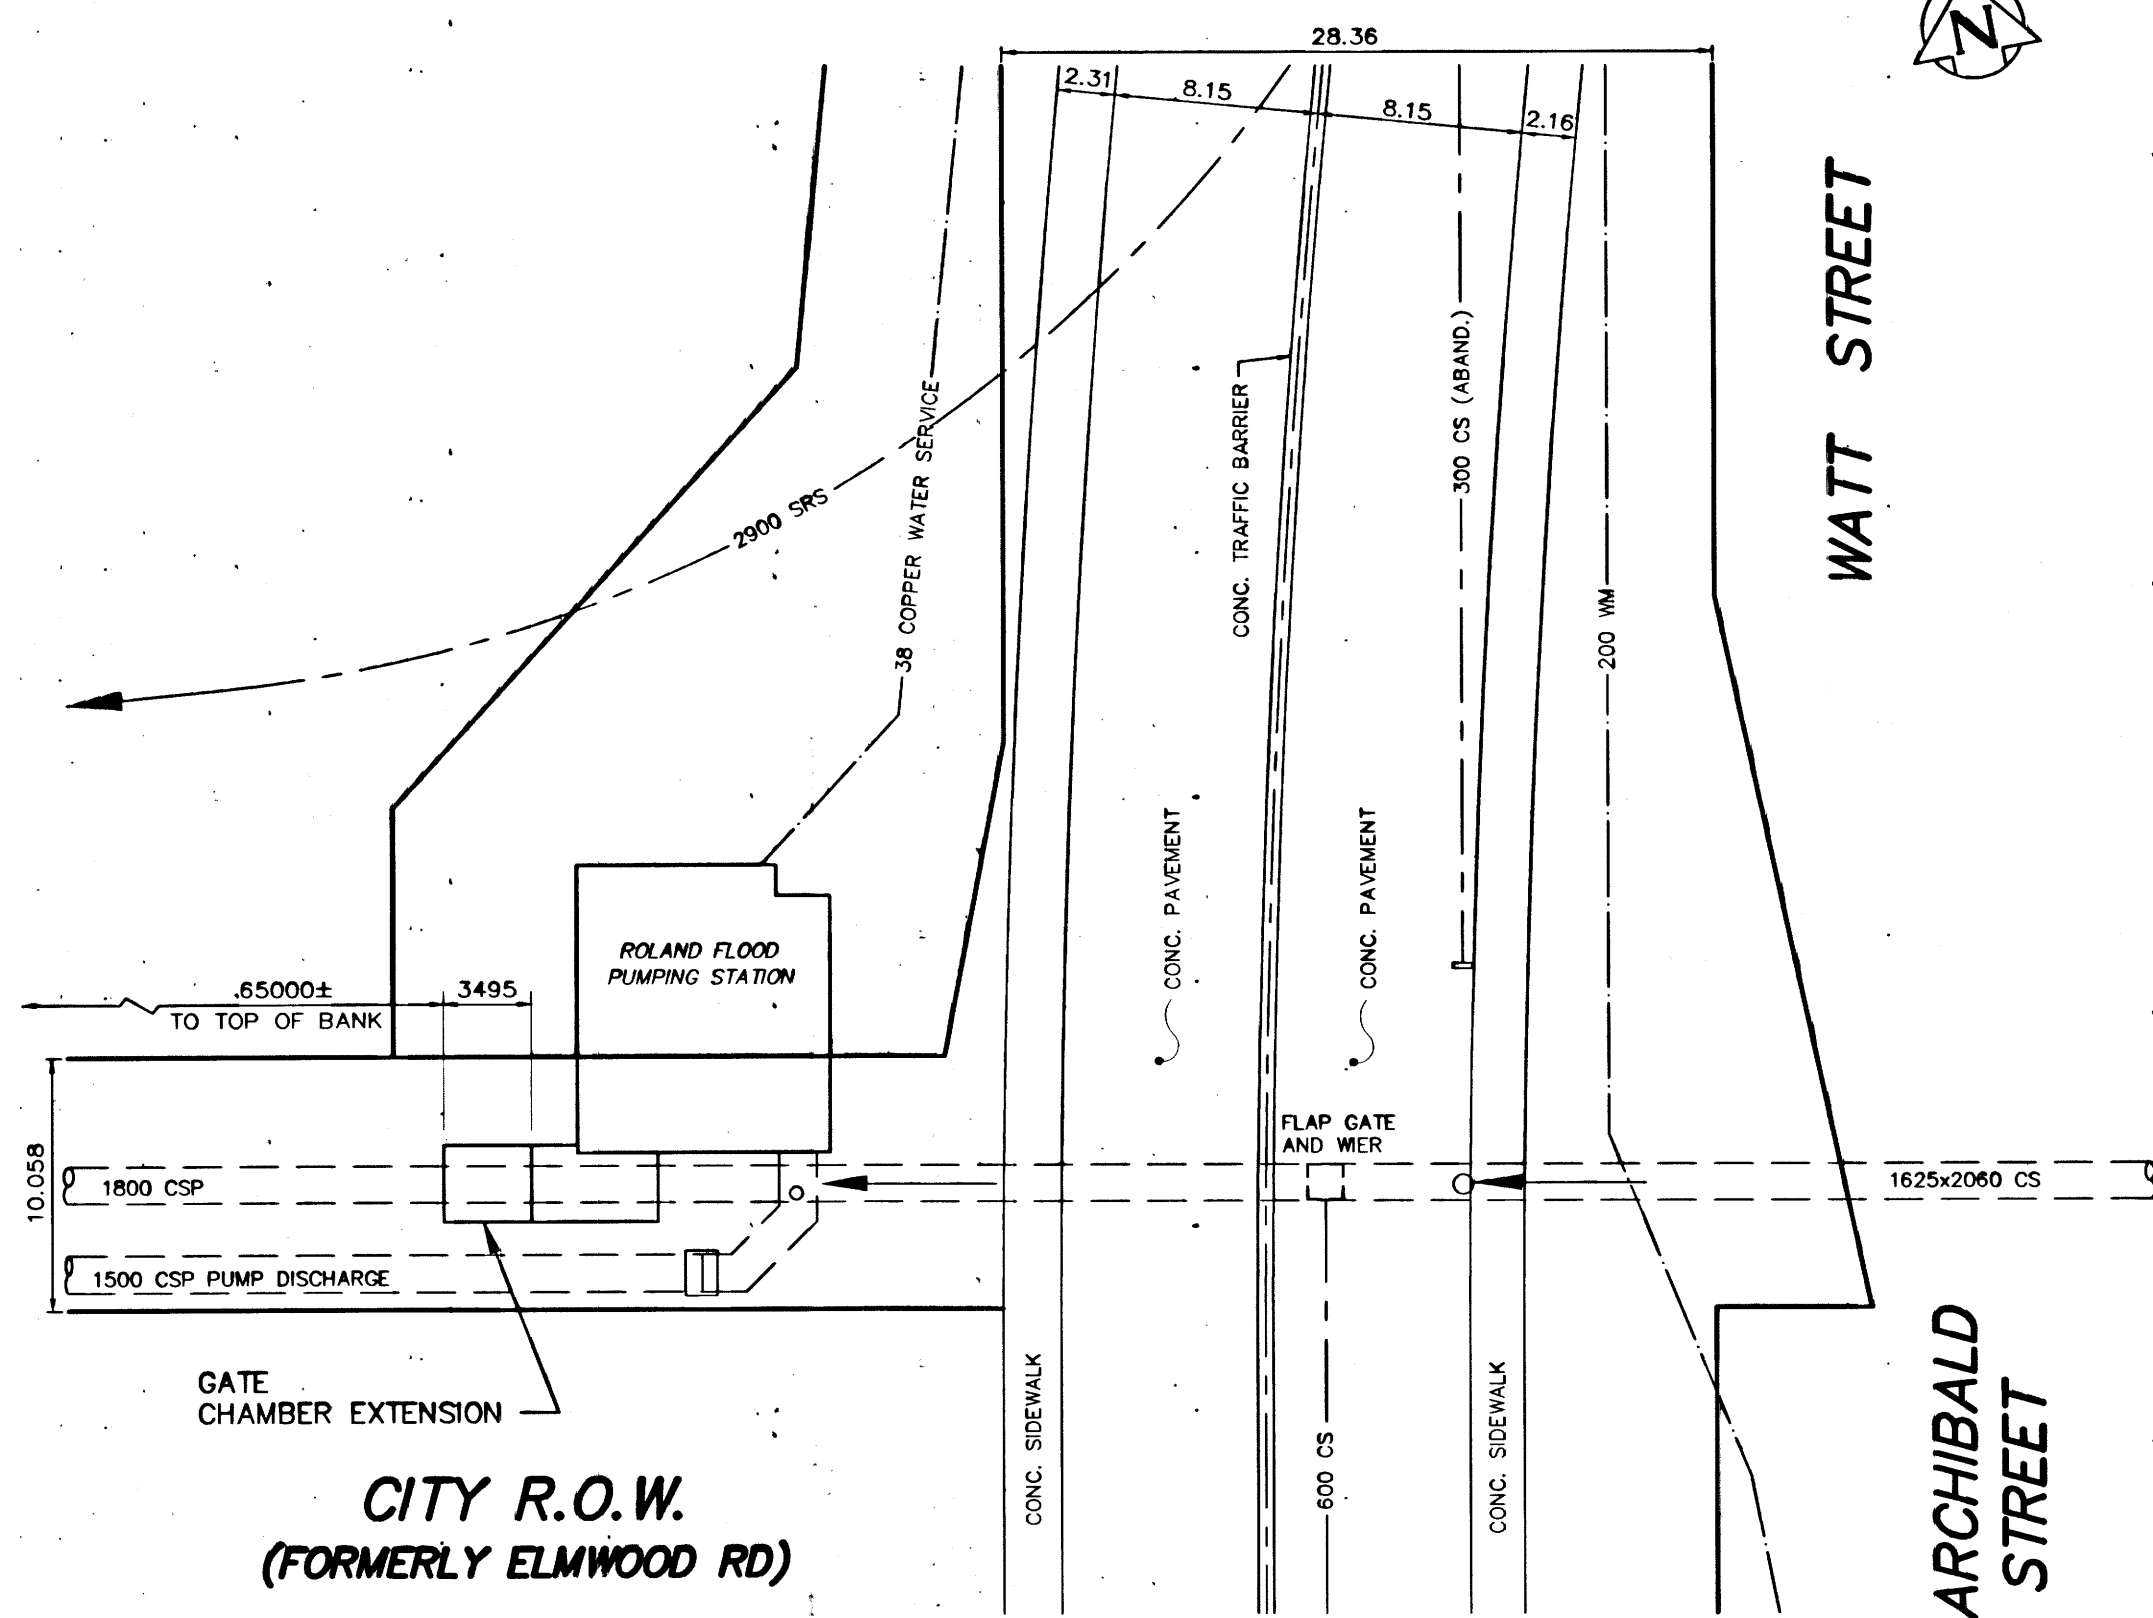 N
28.36
2.31
8.15
8.15
2.16
WATT STREET
2900 SRS
38 COPPER WATER SERVICE
CONC. TRAFFIC BARRIER
300 CS (ABAND.)
200 WM
ROLAND FLOOD
PUMPING STATION
CONC. PAVEMENT
CONC. PAVEMENT
65000±
TO TOP OF BANK
3495
10.058
FLAP GATE
AND WIER
1800 CSP
1625x2060 CS
1500 CSP PUMP DISCHARGE
GATE
CHAMBER EXTENSION
CONC. SIDEWALK
600 CS
CONC. SIDEWALK
ARCHIBALD
STREET
CITY R.O.W.
(FORMERLY ELMWOOD RD)